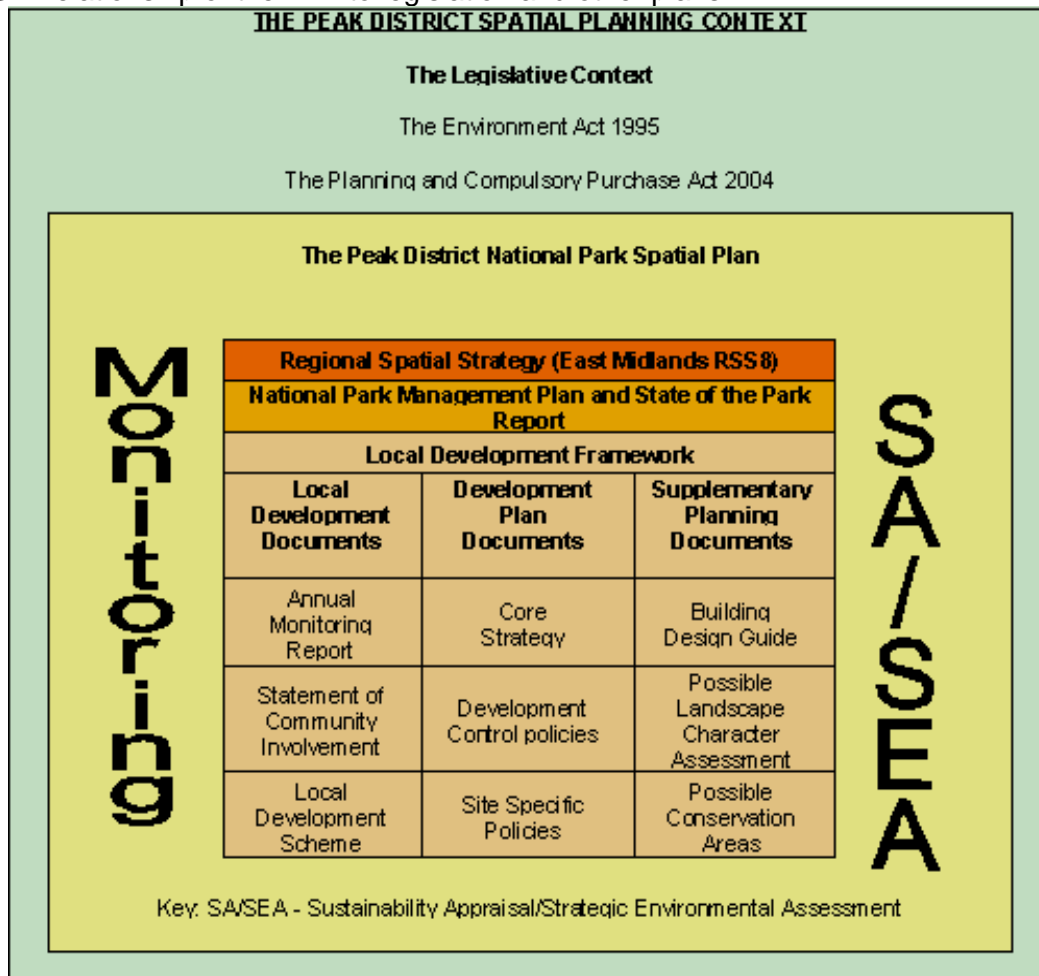 THE PEAK DISTRICT SPATIAL PLANNING CONTEXT
The Legislative Context
The Environment Act 1995
The Planning and Compulsory Purchase Act 2004
The Peak District National Park Spatial Plan
Monitoring
Regional Spatial Strategy (East Midlands RSS8)
National Park Management Plan and State of the Park
Report
Local Development Framework
Local
Development
Documents
Development
Plan
Documents
Supplementary
Planning
Documents
Annual
Monitoring
Report
Core
Strategy
Building
Design Guide
Statement of
Community
Involvement
Development
Control policies
Possible
Landscape
Character
Assessment
Local
Development
Scheme
Site Specific
Policies
Possible
Conservation
Areas
SA/SEA
Key: SA/SEA - Sustainability Appraisal/Strategic Environmental Assessment